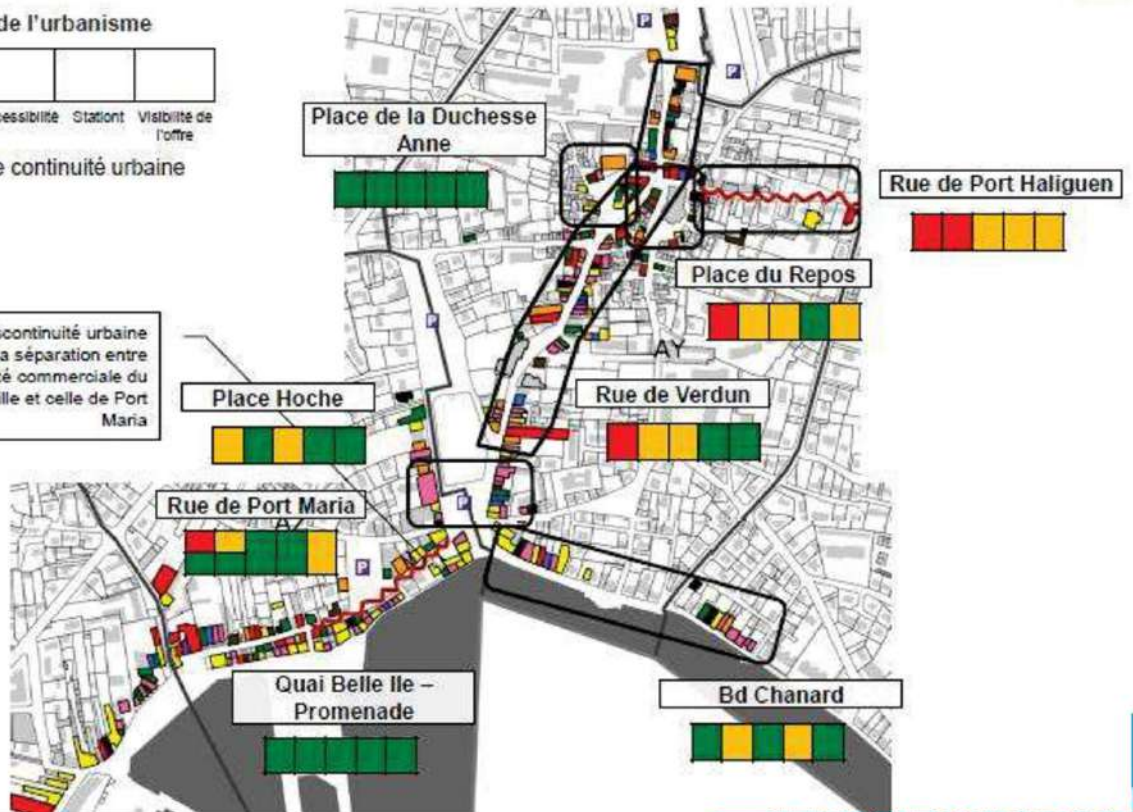 de l'urbanisme
cessibilité Stationt Visibilité de
l'offre
e continuité urbaine
Place de la Duchesse
Anne
P
P
Rue de Port Haliguen
Place du Repos
AY
P
scontinuité urbaine
a séparation entre
té commerciale du
ille et celle de Port
Maria
Place Hoche
Rue de Verdun
P
Rue de Port Maria
P
Quai Belle Ile –
Promenade
Bd Chanard